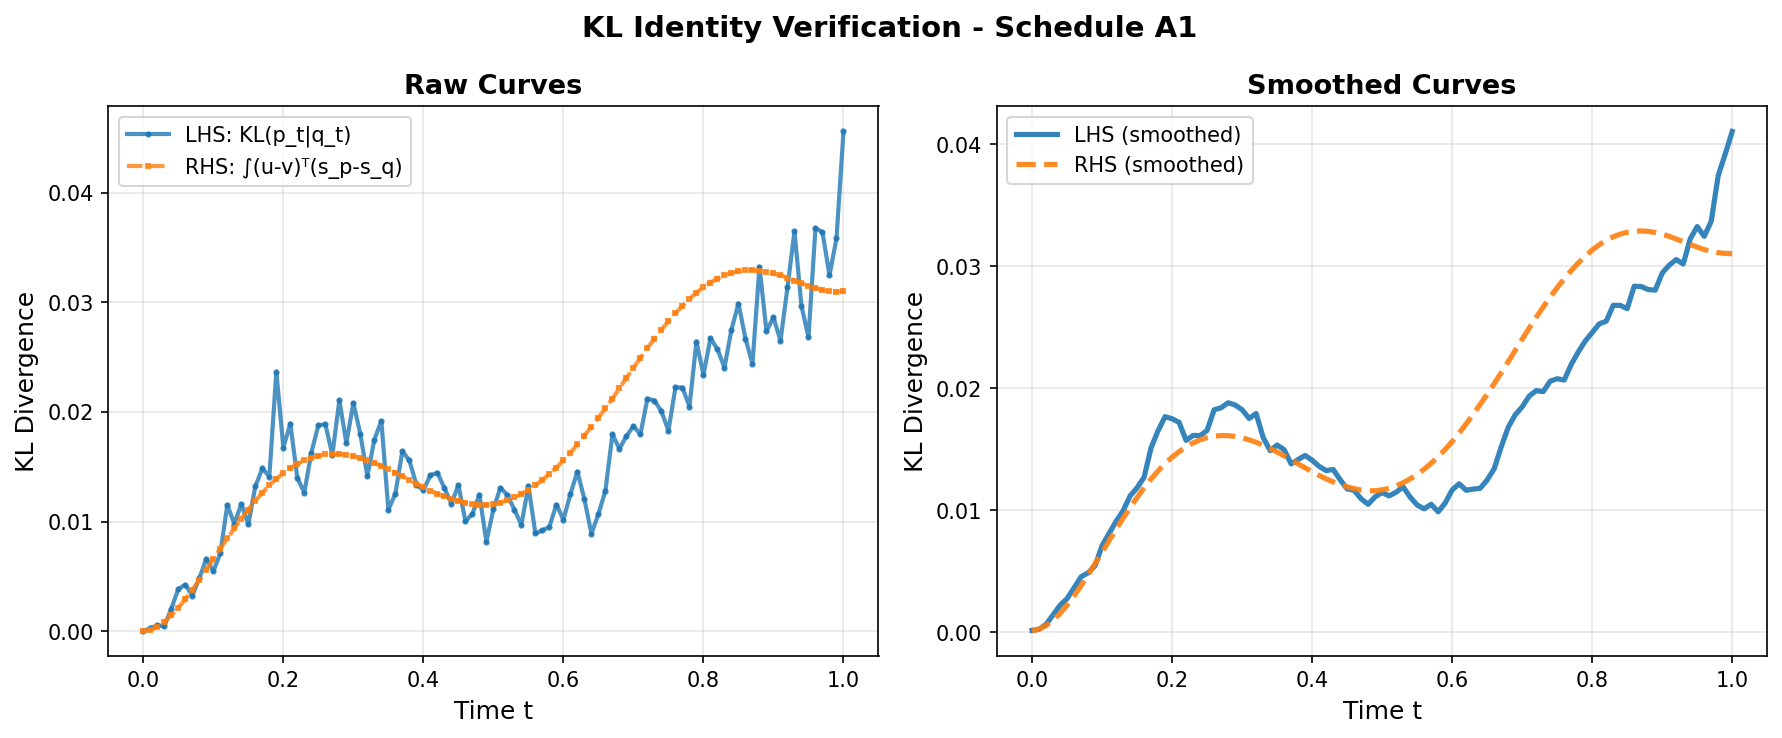 KL Identity Verification - Schedule A1
Raw Curves
LHS: KL(p_t|q_t)
RHS: ∫(u-v)ᵀ(s_p-s_q)
KL Divergence
0.04
0.03
0.02
0.01
0.00
0.0 0.2 0.4 0.6 0.8 1.0
Time t
Smoothed Curves
LHS (smoothed)
RHS (smoothed)
KL Divergence
0.04
0.03
0.02
0.01
0.00
0.0 0.2 0.4 0.6 0.8 1.0
Time t